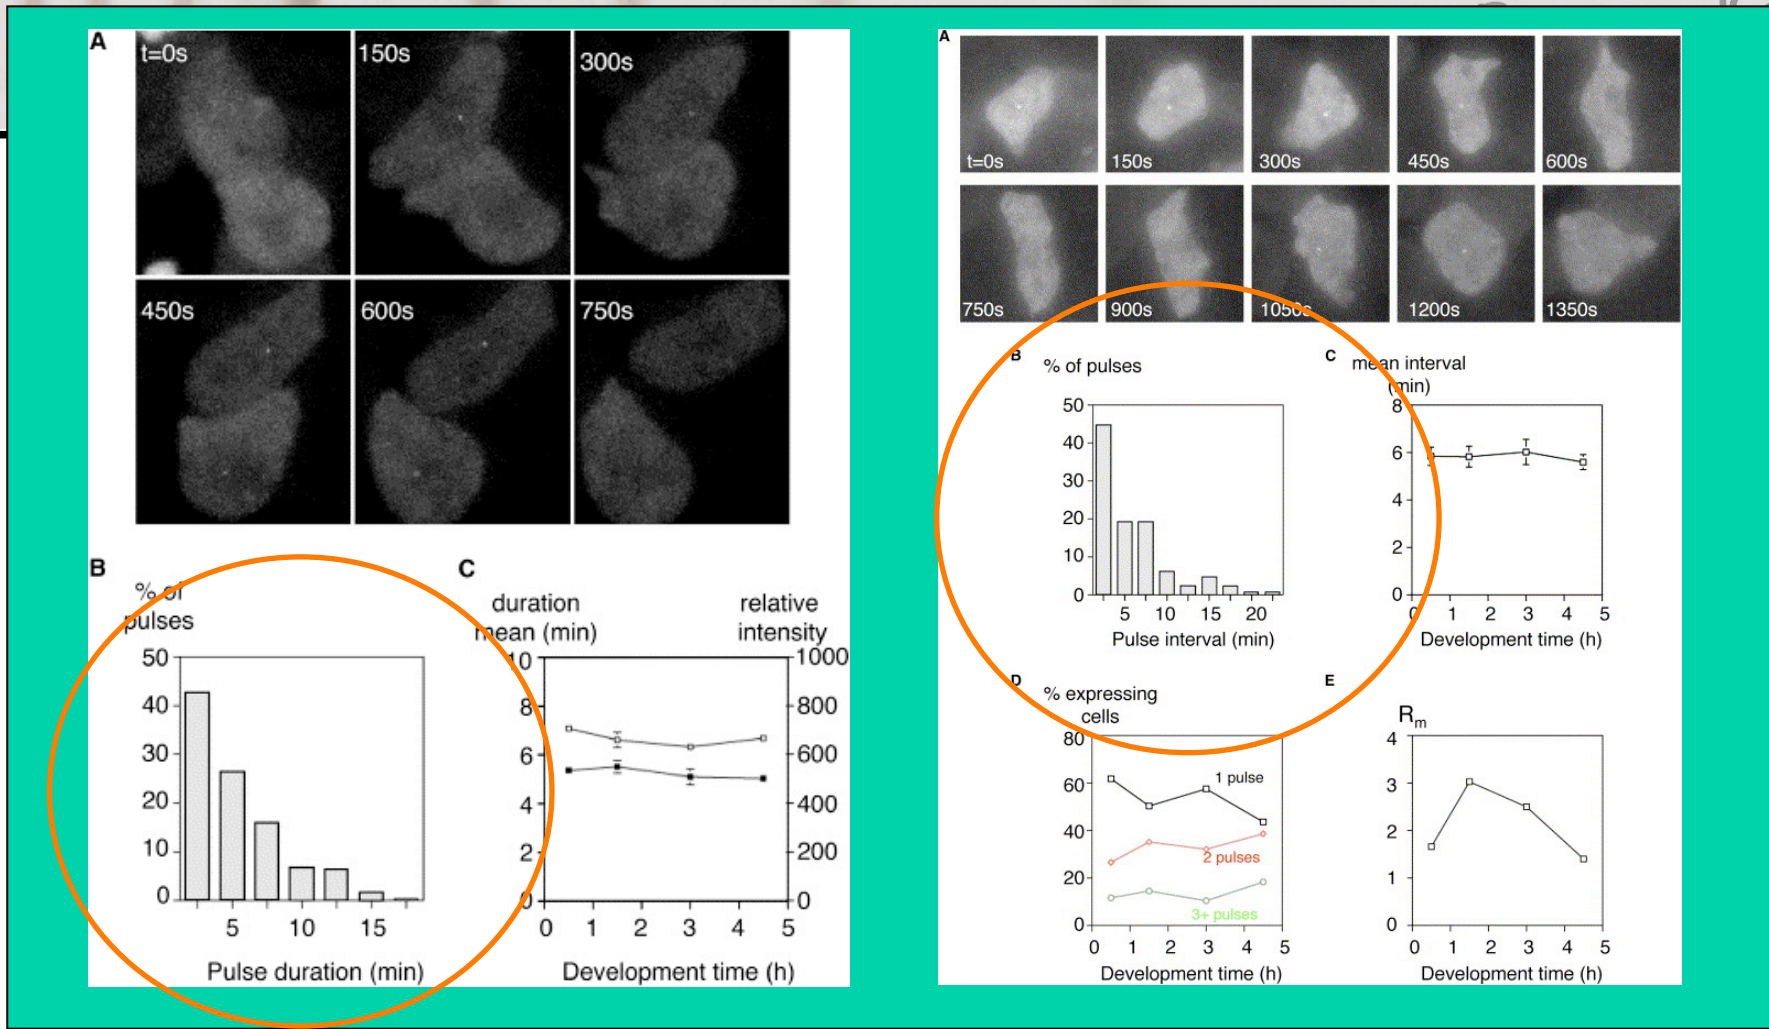 A
t=0s
150s
300s
450s
600s
750s
B
% of
pulses
50
40
30
20
10
0
5
10
15
Pulse duration (min)
C
duration
mean (min)
relative
intensity
10
8
6
4
2
0
1000
800
600
400
200
0
0
1
2
3
4
5
Development time (h)
A
t=0s
150s
300s
450s
600s
750s
900s
1050s
1200s
1350s
B
% of pulses
50
40
30
20
10
0
5
10
15
20
Pulse interval (min)
C
mean interval
(min)
8
6
4
2
0
0
1
2
3
4
5
Development time (h)
D
% expressing
cells
80
60
40
20
0
1 pulse
2 pulses
3+ pulses
0
1
2
3
4
5
Development time (h)
E
Rm
4
3
2
1
0
0
1
2
3
4
5
Development time (h)